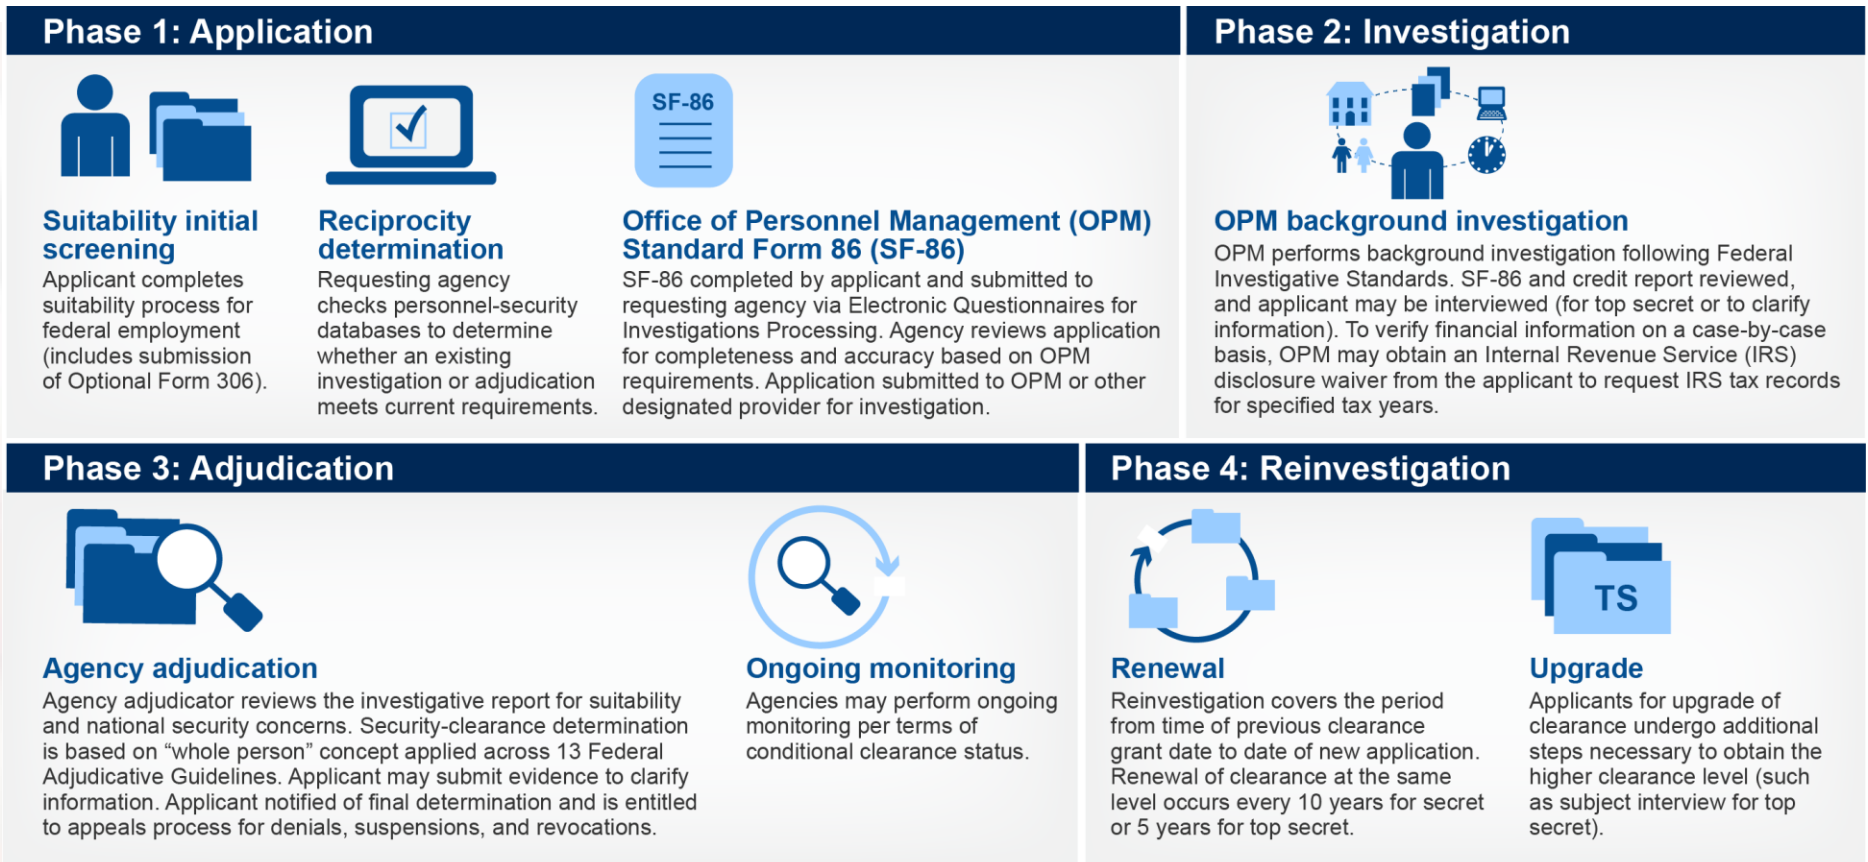 Phase 1: Application
SF-86
Suitability initial
screening
Applicant completes
suitability process for
federal employment
(includes submission
of Optional Form 306).
Reciprocity
determination
Requesting agency
checks personnel-security
databases to determine
whether an existing
investigation or adjudication
meets current requirements.
Office of Personnel Management (OPM)
Standard Form 86 (SF-86)
SF-86 completed by applicant and submitted to
requesting agency via Electronic Questionnaires for
Investigations Processing. Agency reviews application
for completeness and accuracy based on OPM
requirements. Application submitted to OPM or other
designated provider for investigation.
Phase 2: Investigation
OPM background investigation
OPM performs background investigation following Federal
Investigative Standards. SF-86 and credit report reviewed,
and applicant may be interviewed (for top secret or to clarify
information). To verify financial information on a case-by-case
basis, OPM may obtain an Internal Revenue Service (IRS)
disclosure waiver from the applicant to request IRS tax records
for specified tax years.
Phase 3: Adjudication
Agency adjudication
Agency adjudicator reviews the investigative report for suitability
and national security concerns. Security-clearance determination
is based on “whole person” concept applied across 13 Federal
Adjudicative Guidelines. Applicant may submit evidence to clarify
information. Applicant notified of final determination and is entitled
to appeals process for denials, suspensions, and revocations.
Ongoing monitoring
Agencies may perform ongoing
monitoring per terms of
conditional clearance status.
Phase 4: Reinvestigation
Renewal
Reinvestigation covers the period
from time of previous clearance
grant date to date of new application.
Renewal of clearance at the same
level occurs every 10 years for secret
or 5 years for top secret.
TS
Upgrade
Applicants for upgrade of
clearance undergo additional
steps necessary to obtain the
higher clearance level (such
as subject interview for top
secret).